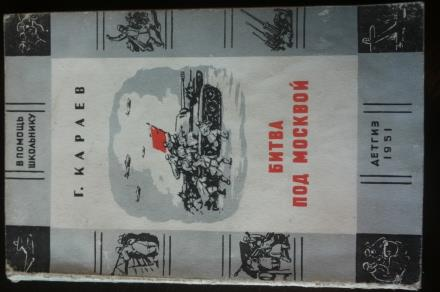 В ПОМОЩЬ
ШКОЛЬНИКУ
Г. КАРАЕВ
БИТВА
ПОД МОСКВОЙ
ДЕТГИЗ
1951